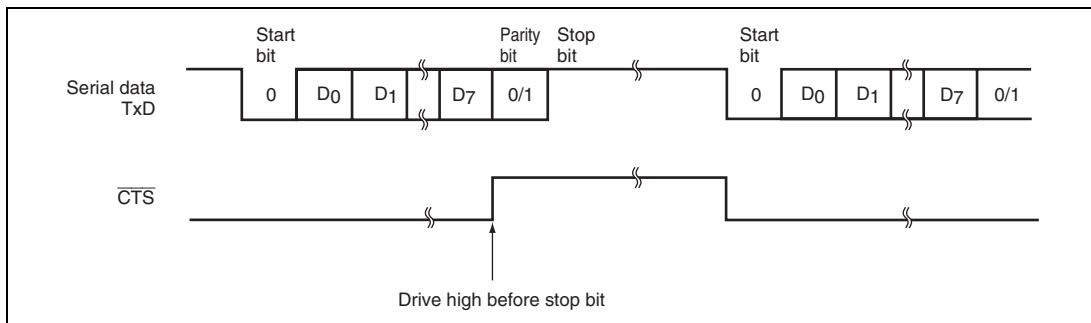 Start bit
Parity bit
Stop bit
Start bit
Serial data TxD
0
D0
D1
D7
0/1
0
D0
D1
D7
0/1
CTS
Drive high before stop bit